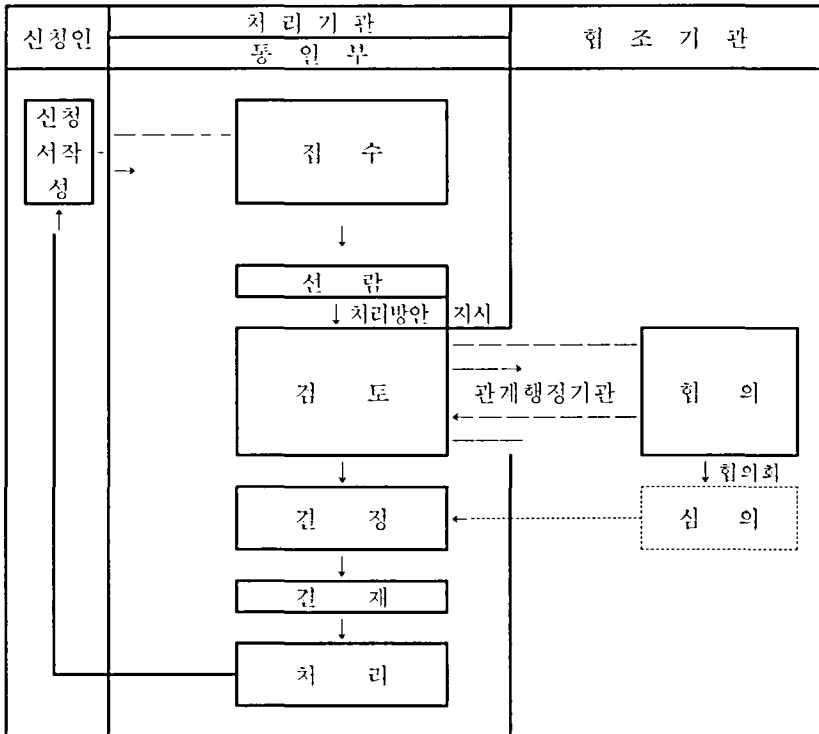 신청인
처 리 기 관
통 일 부
협 조 기 관
신청
서작
성
접 수
선 람
처리방안 지시
검 토
관계행정기관
협 의
협의회
결 정
심 의
결 재
처 리